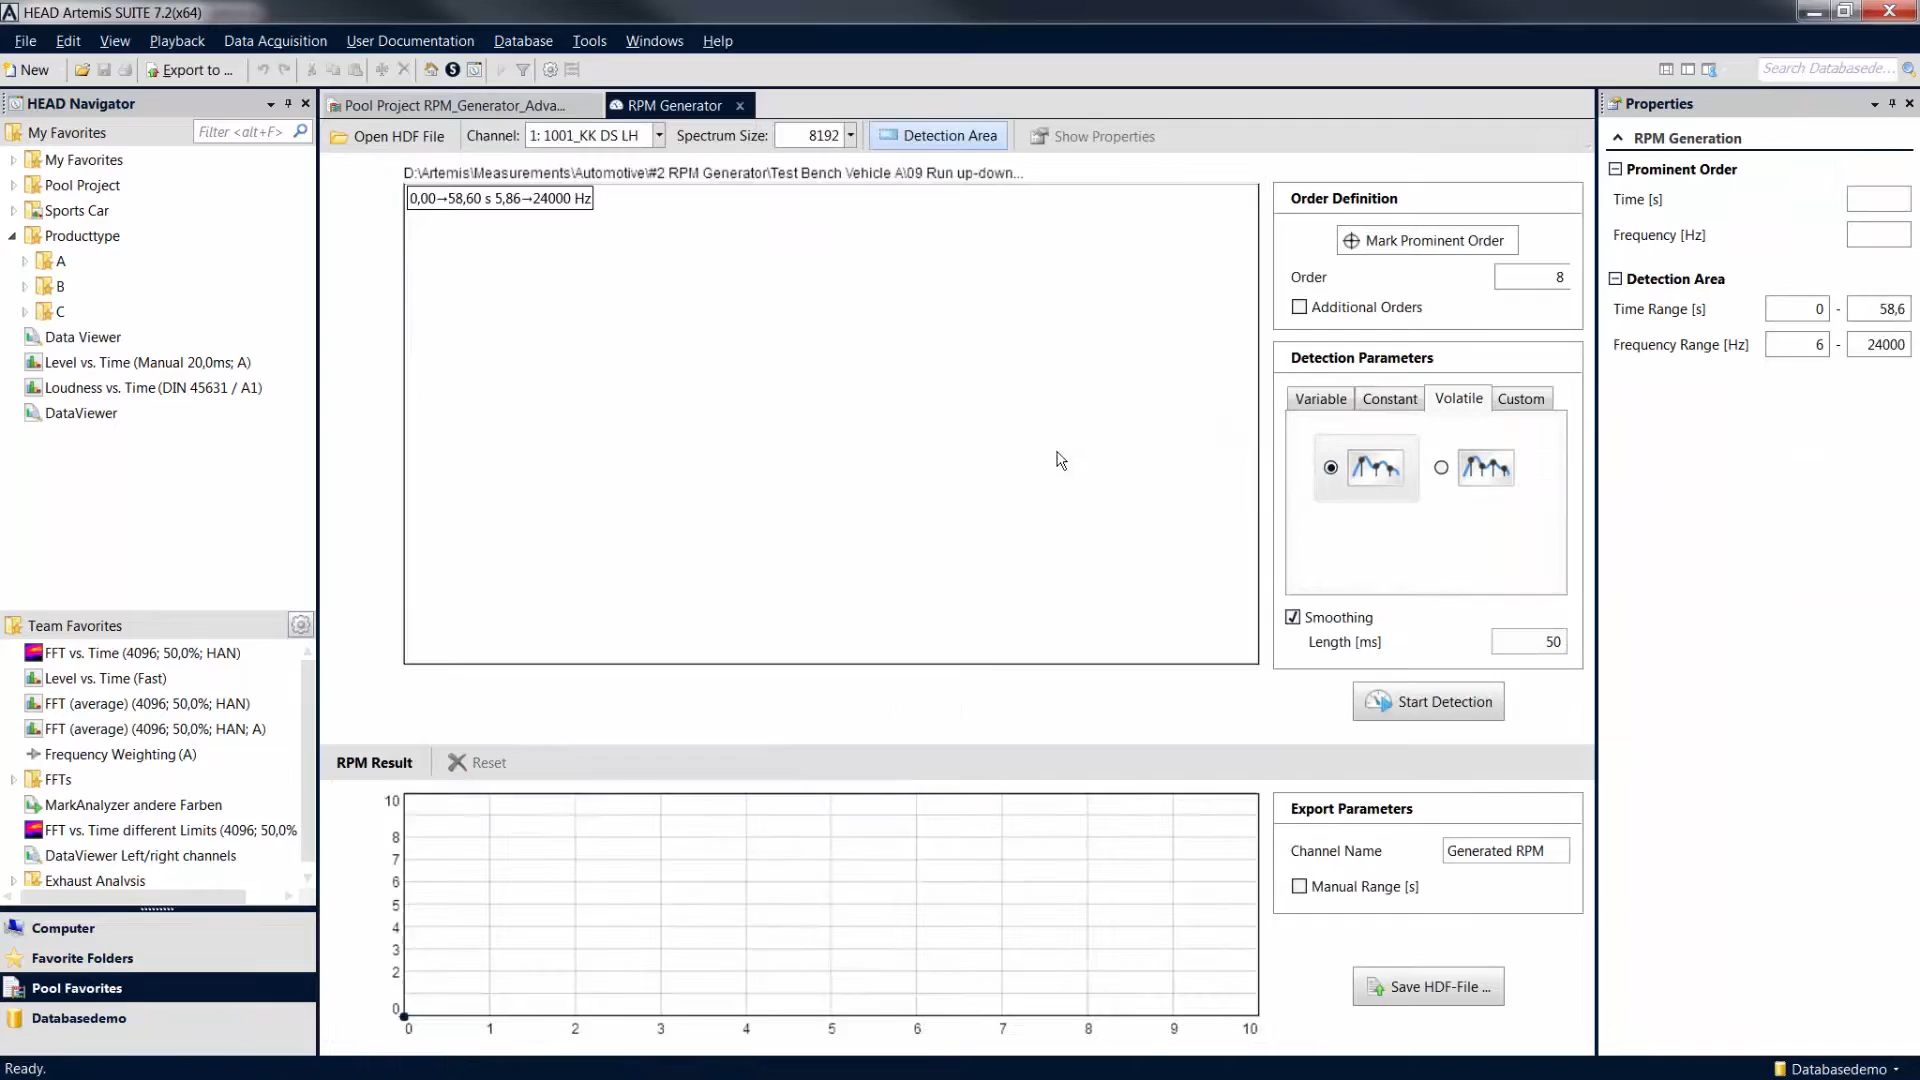 HEAD ArtemiS SUITE 7.2(x64)
File Edit View Playback Data Acquisition User Documentation Database Tools Windows Help
New Export to ... Search Databasede...
HEAD Navigator
My Favorites Filter <alt+F>
My Favorites
Pool Project
Sports Car
Producttype
A
B
C
Data Viewer
Level vs. Time (Manual 20,0ms; A)
Loudness vs. Time (DIN 45631 / A1)
DataViewer
Team Favorites
FFT vs. Time (4096; 50,0%; HAN)
Level vs. Time (Fast)
FFT (average) (4096; 50,0%; HAN)
FFT (average) (4096; 50,0%; HAN; A)
Frequency Weighting (A)
FFTs
MarkAnalyzer andere Farben
FFT vs. Time different Limits (4096; 50,0%
DataViewer Left/right channels
Exhaust Analysis
Computer
Favorite Folders
Pool Favorites
Databasedemo
Pool Project RPM_Generator_Adva... RPM Generator
Open HDF File Channel: 1: 1001_KK DS LH Spectrum Size: 8192 Detection Area Show Properties
D:\Artemis\Measurements\Automotive\#2 RPM Generator\Test Bench Vehicle A\09 Run up-down...
0,00→58,60 s 5,86→24000 Hz
Order Definition
Mark Prominent Order
Order 8
Additional Orders
Detection Parameters
Variable Constant Volatile Custom
Smoothing
Length [ms] 50
Start Detection
RPM Result Reset
10
8
7
6
5
4
3
2
0
0 1 2 3 4 5 6 7 8 9 10
Export Parameters
Channel Name Generated RPM
Manual Range [s]
Save HDF-File ...
Properties
RPM Generation
Prominent Order
Time [s]
Frequency [Hz]
Detection Area
Time Range [s] 0 - 58,6
Frequency Range [Hz] 6 - 24000
Ready. Databasedemo